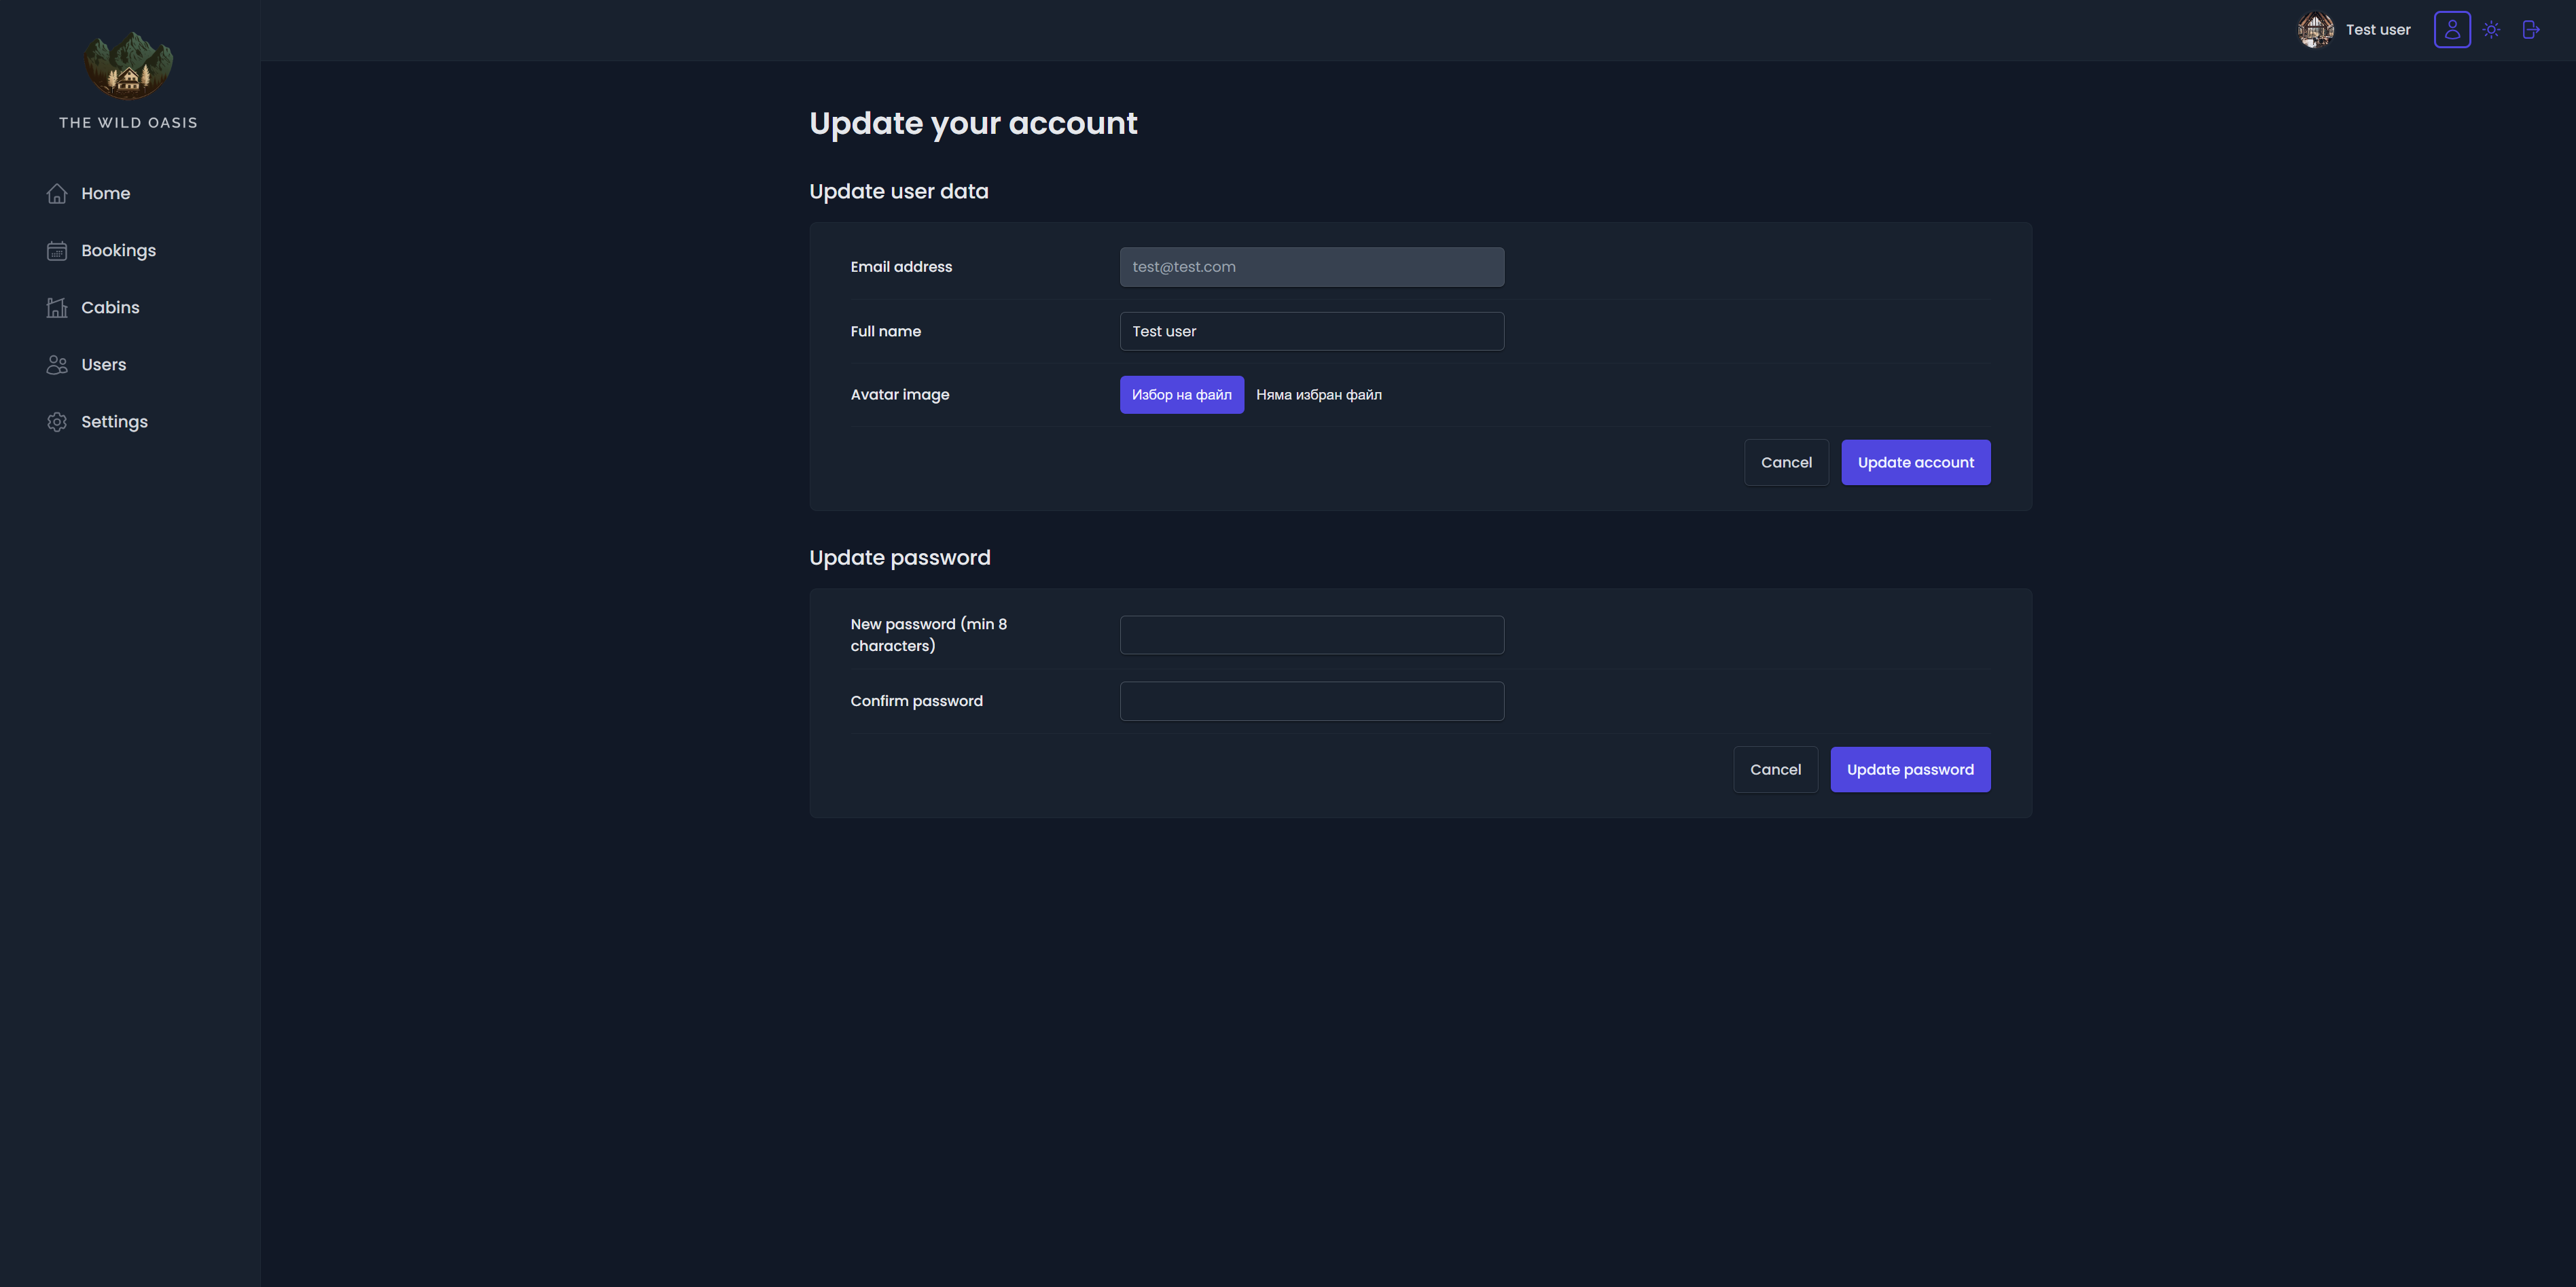 THE WILD OASIS
Home
Bookings
Cabins
Users
Settings
Test user
Update your account
Update user data
Email address
test@test.com
Full name
Test user
Avatar image
Избор на файл Няма избран файл
Cancel
Update account
Update password
New password (min 8
characters)
Confirm password
Cancel
Update password